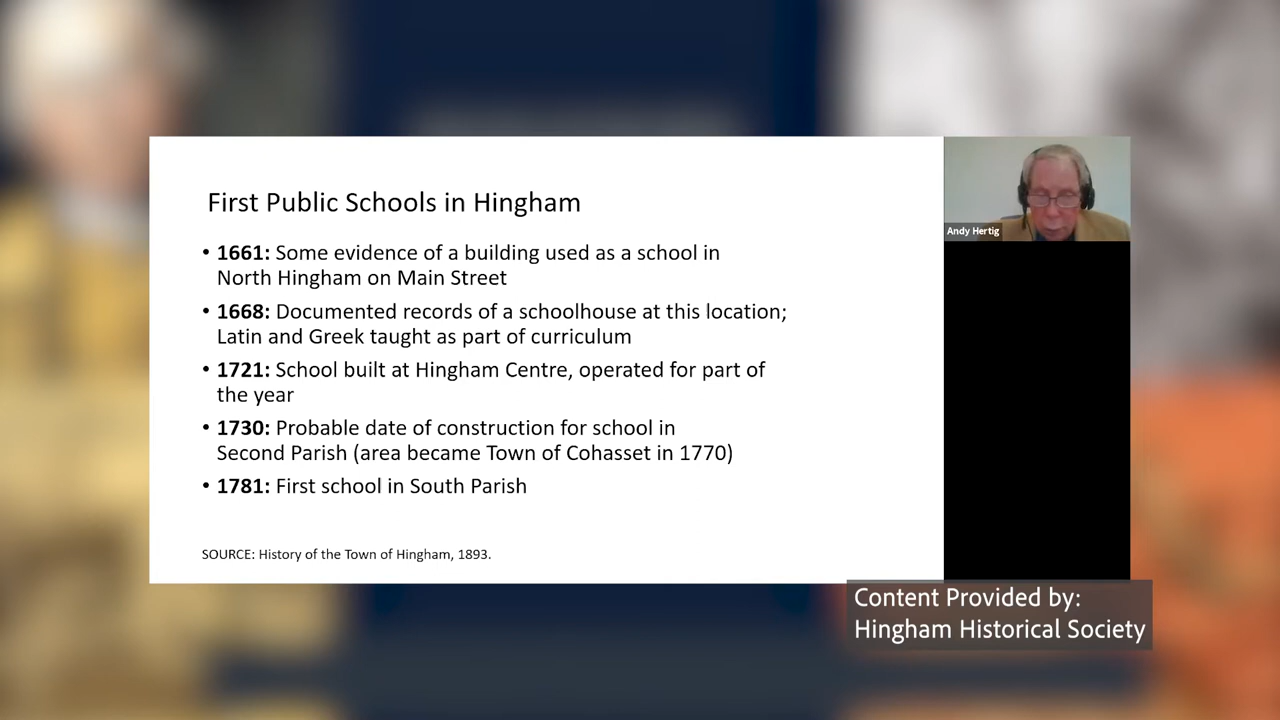 First Public Schools in Hingham
• 1661: Some evidence of a building used as a school in
North Hingham on Main Street
• 1668: Documented records of a schoolhouse at this location;
Latin and Greek taught as part of curriculum
• 1721: School built at Hingham Centre, operated for part of
the year
• 1730: Probable date of construction for school in
Second Parish (area became Town of Cohasset in 1770)
• 1781: First school in South Parish
SOURCE: History of the Town of Hingham, 1893.
Andy Hertig
Content Provided by:
Hingham Historical Society